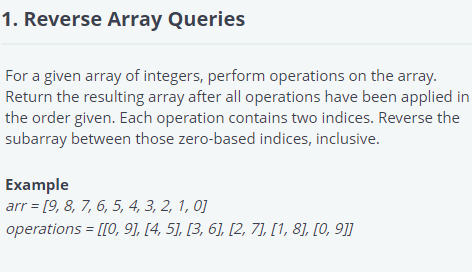 1. Reverse Array Queries
For a given array of integers, perform operations on the array.
Return the resulting array after all operations have been applied in
the order given. Each operation contains two indices. Reverse the
subarray between those zero-based indices, inclusive.
Example
arr = [9, 8, 7, 6, 5, 4, 3, 2, 1, 0]
operations = [[0, 9], [4, 5], [3, 6], [2, 7], [1, 8], [0, 9]]